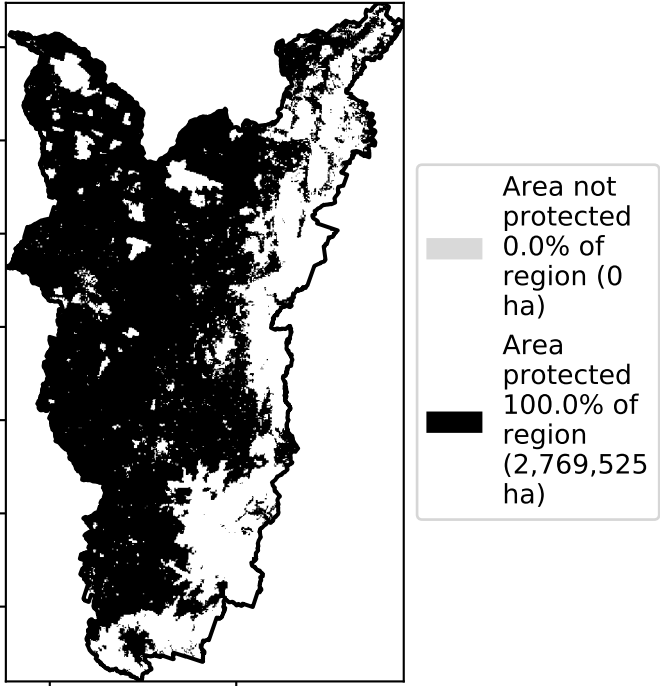 Area not
protected
0.0% of
region (0
ha)
Area
protected
100.0% of
region
(2,769,525
ha)